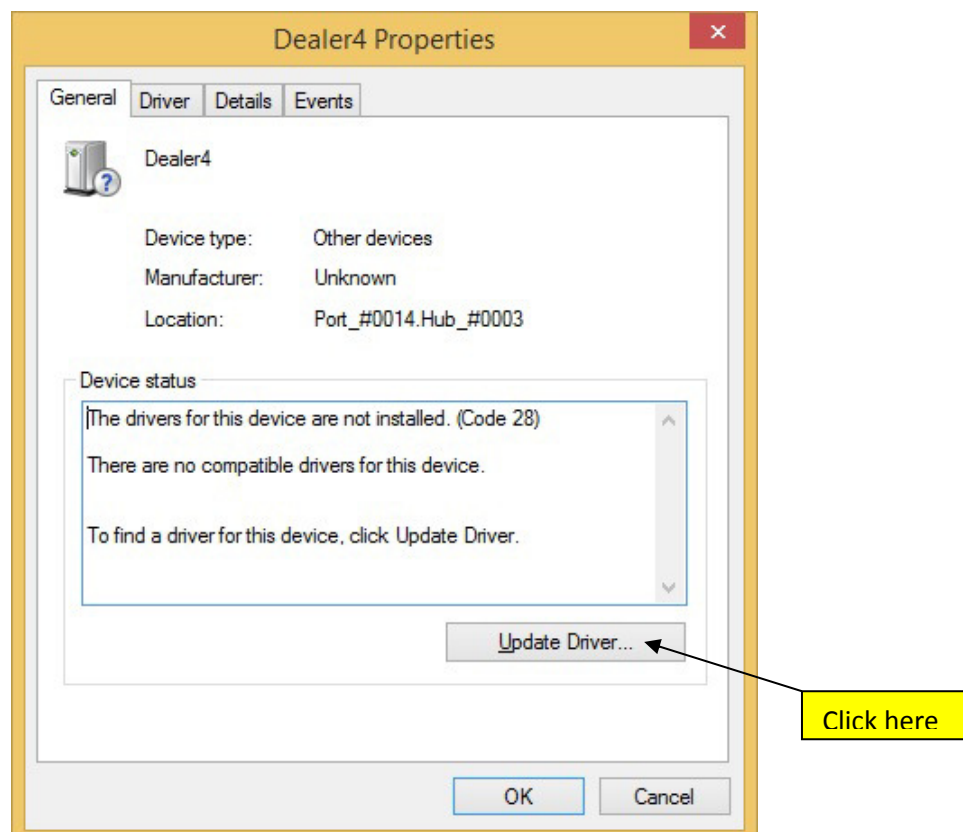 Dealer4 Properties
General Driver Details Events
Dealer4
Device type: Other devices
Manufacturer: Unknown
Location: Port_#0014.Hub_#0003
Device status
The drivers for this device are not installed. (Code 28)
There are no compatible drivers for this device.
To find a driver for this device, click Update Driver.
Update Driver...
Click here
OK Cancel